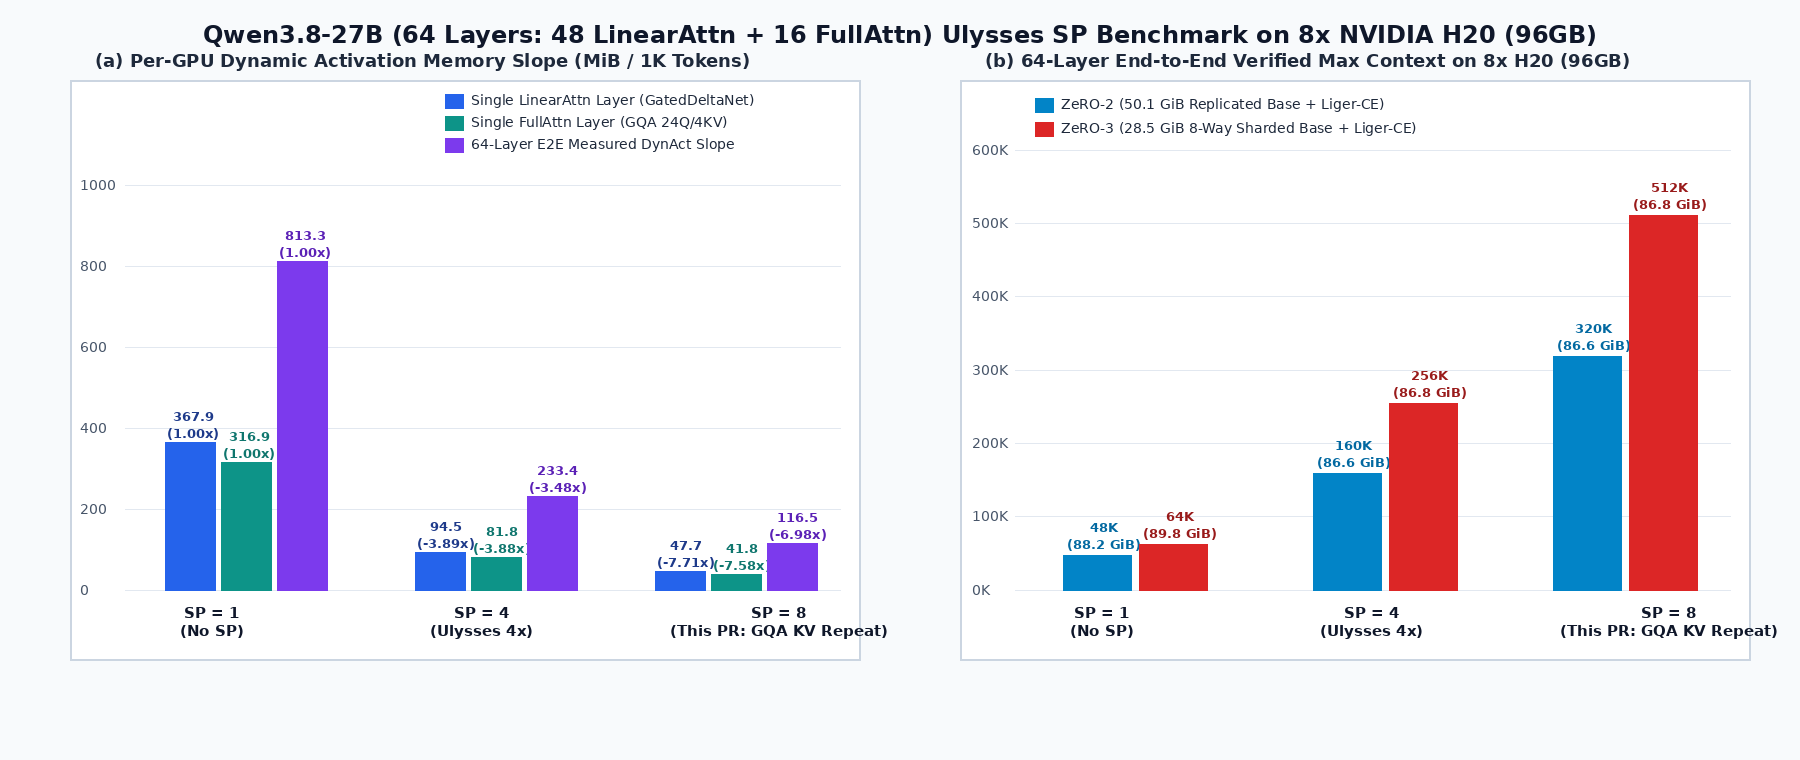 Qwen3.8-27B (64 Layers: 48 LinearAttn + 16 FullAttn) Ulysses SP Benchmark on 8x NVIDIA H20 (96GB)
(a) Per-GPU Dynamic Activation Memory Slope (MiB / 1K Tokens)
Single LinearAttn Layer (GatedDeltaNet)
Single FullAttn Layer (GQA 24Q/4KV)
64-Layer E2E Measured DynAct Slope
1000
800
600
400
200
0
367.9
(1.00x)
316.9
(1.00x)
813.3
(1.00x)
94.5
(-3.89x)
81.8
(-3.88x)
233.4
(-3.48x)
47.7
(-7.71x)
41.8
(-7.58x)
116.5
(-6.98x)
SP = 1
(No SP)
SP = 4
(Ulysses 4x)
SP = 8
(This PR: GQA KV Repeat)
(b) 64-Layer End-to-End Verified Max Context on 8x H20 (96GB)
ZeRO-2 (50.1 GiB Replicated Base + Liger-CE)
ZeRO-3 (28.5 GiB 8-Way Sharded Base + Liger-CE)
600K
500K
400K
300K
200K
100K
0K
48K
(88.2 GiB)
64K
(89.8 GiB)
160K
(86.6 GiB)
256K
(86.8 GiB)
320K
(86.6 GiB)
512K
(86.8 GiB)
SP = 1
(No SP)
SP = 4
(Ulysses 4x)
SP = 8
(This PR: GQA KV Repeat)